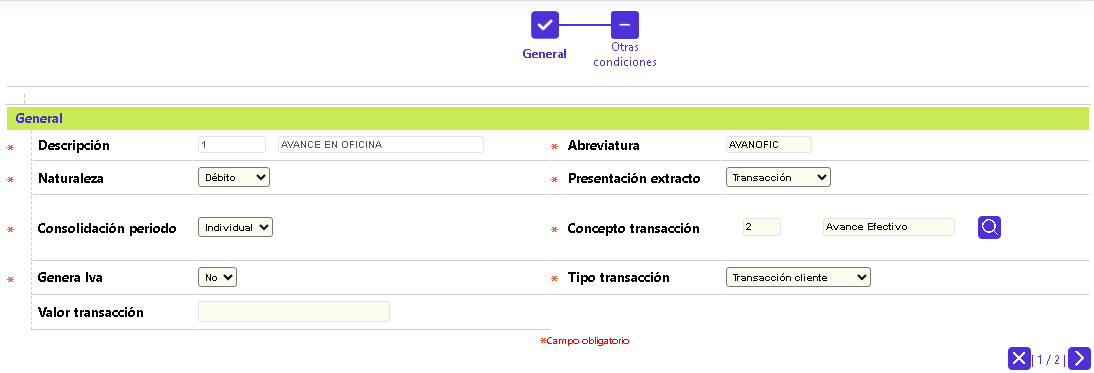 General
Otras
condiciones
General
* Descripción 1 AVANCE EN OFICINA * Abreviatura AVANOFIC
* Naturaleza Débito * Presentación extracto Transacción
* Consolidación periodo Individual * Concepto transacción 2 Avance Efectivo
* Genera Iva No * Tipo transacción Transacción cliente
Valor transacción
*Campo obligatorio
| 1 / 2 |